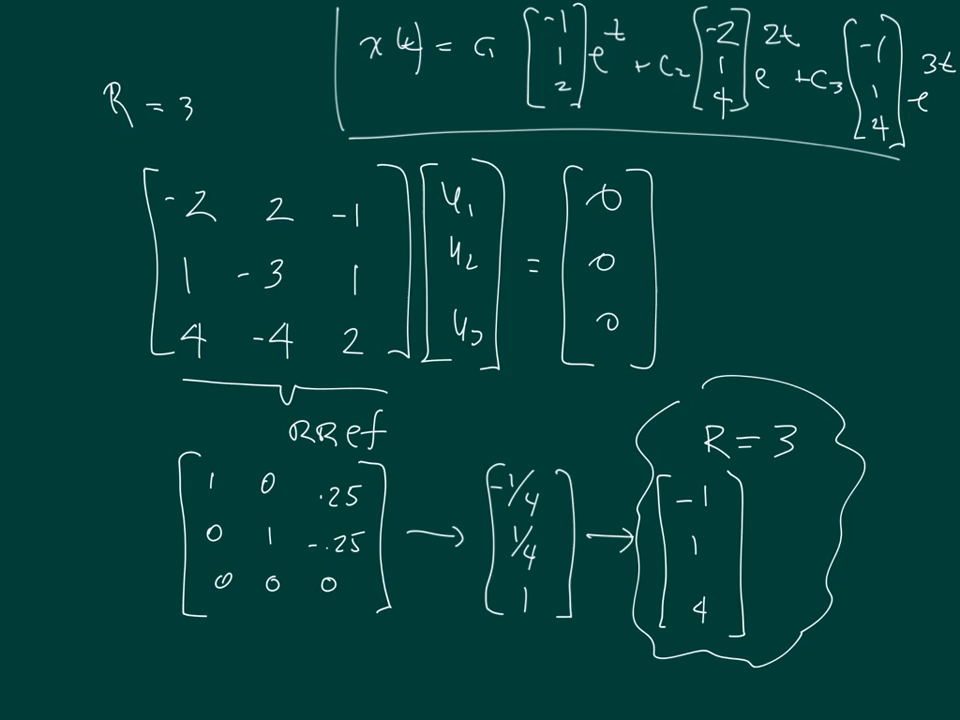 x(t) = c₁ [-1 1 2] e^t + c₂ [-2 1 4] e^2t + c₃ [-1 1 4] e^3t
R = 3
[-2 2 -1] [u₁] = [0]
[1 -3 1] [u₂] [0]
[4 -4 2] [u₃] [0]
RRef
R = 3
[1 0 .25] → [-1/4] → [-1]
[0 1 -.25] [1/4] [1]
[0 0 0] [1] [4]